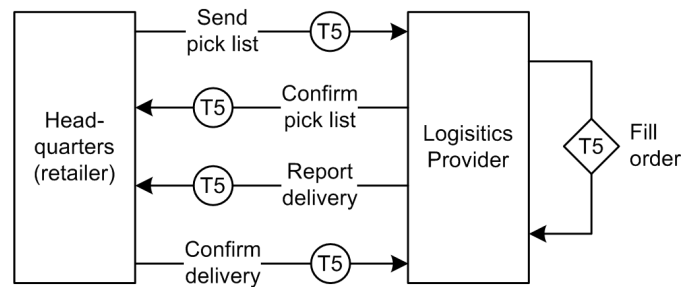 Send
pick list
T5
T5
Confirm
pick list
Head-
quarters
(retailer)
Logisitics
Provider
T5
Fill
order
T5
Report
delivery
Confirm
delivery
T5